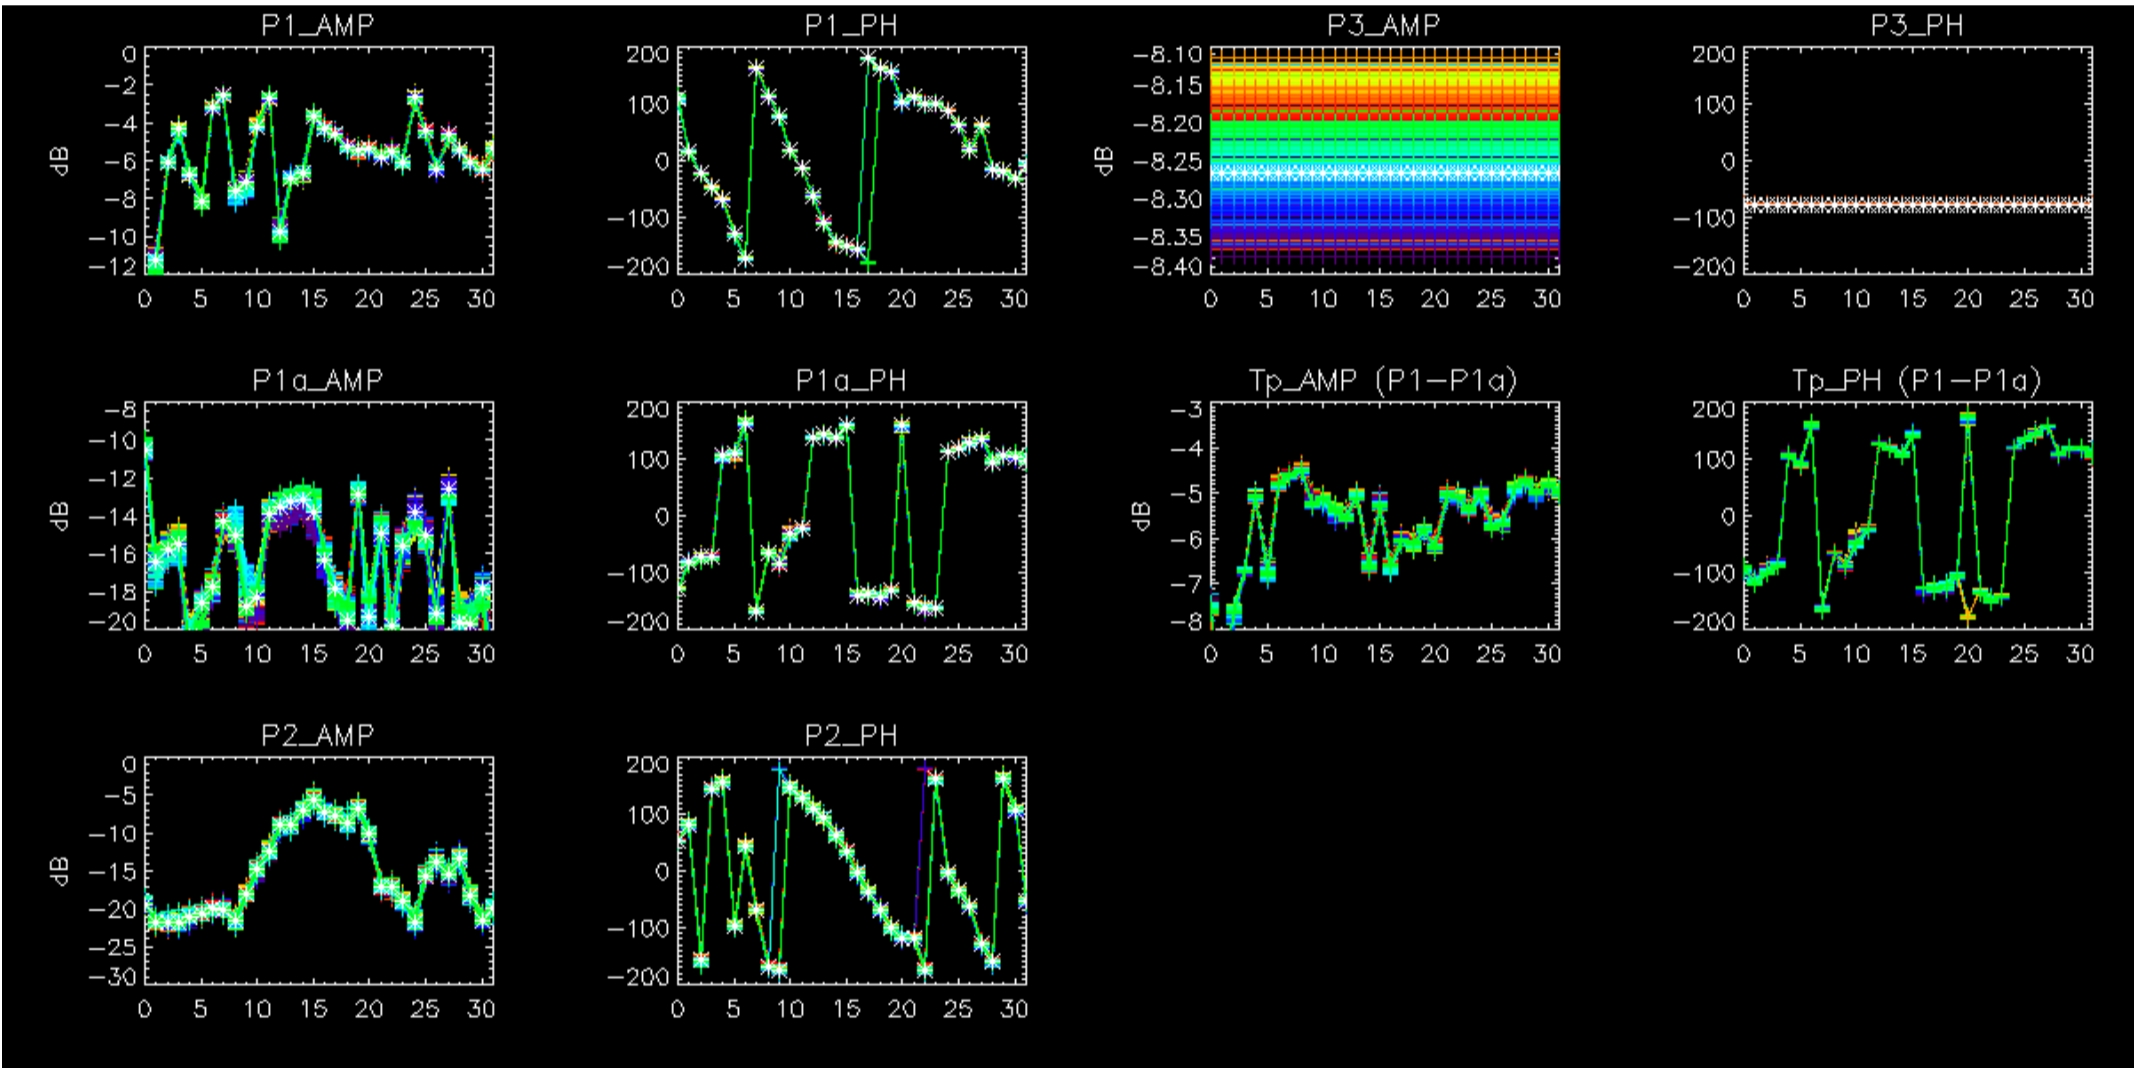 P1_AMP
P1_PH
P3_AMP
P3_PH
0
−2
−4
−6
−8
−10
−12
dB
0 5 10 15 20 25 30
200
100
0
−100
−200
0 5 10 15 20 25 30
−8.10
−8.15
−8.20
−8.25
−8.30
−8.35
−8.40
dB
0 5 10 15 20 25 30
200
100
0
−100
−200
0 5 10 15 20 25 30
P1a_AMP
P1a_PH
Tp_AMP (P1−P1a)
Tp_PH (P1−P1a)
−8
−10
−12
−14
−16
−18
−20
dB
0 5 10 15 20 25 30
200
100
0
−100
−200
0 5 10 15 20 25 30
−3
−4
−5
−6
−7
−8
dB
0 5 10 15 20 25 30
200
100
0
−100
−200
0 5 10 15 20 25 30
P2_AMP
P2_PH
0
−5
−10
−15
−20
−25
−30
dB
0 5 10 15 20 25 30
200
100
0
−100
−200
0 5 10 15 20 25 30